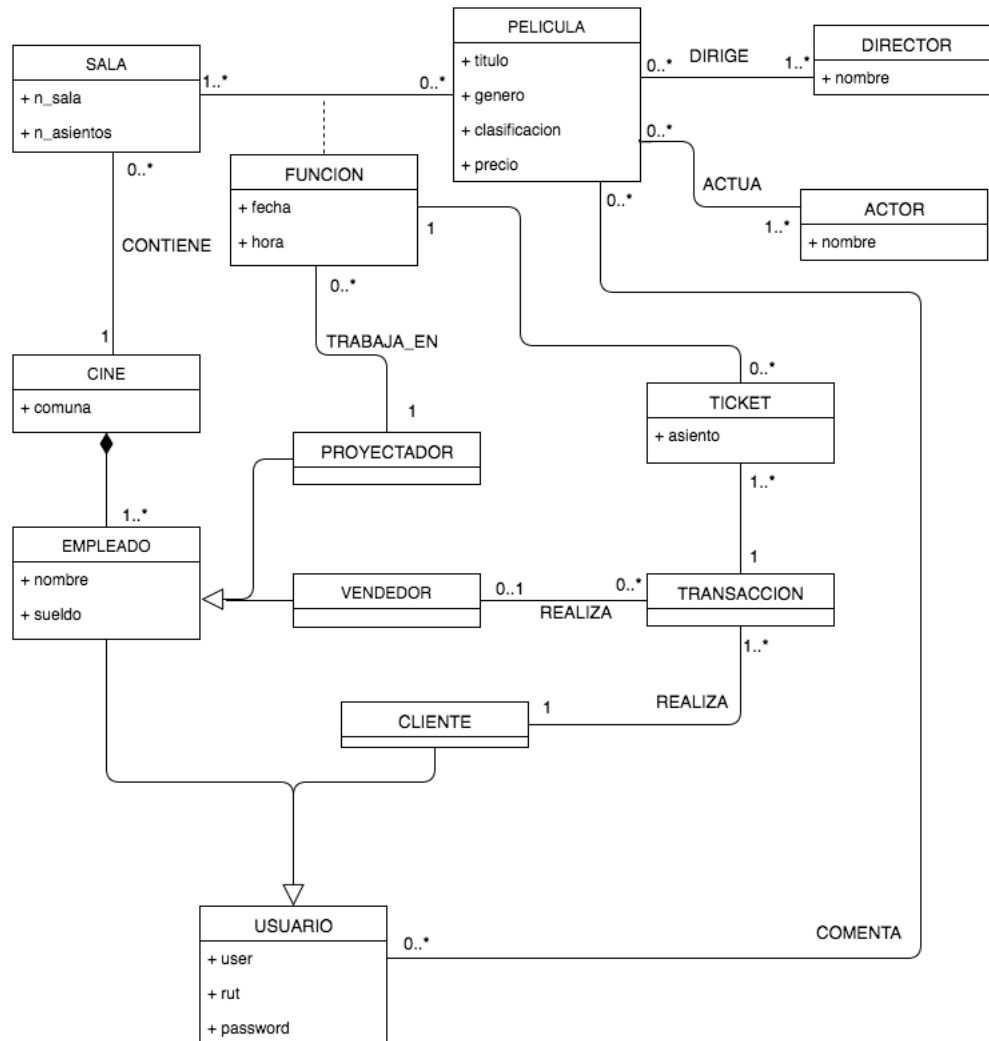 PELICULA
+ titulo
+ genero
+ clasificacion
+ precio
DIRECTOR
+ nombre
0..*
DIRIGE
1..*
SALA
+ n_sala
+ n_asientos
1..*
0..*
0..*
ACTUA
1..*
ACTOR
+ nombre
0..*
FUNCION
+ fecha
+ hora
1
0..*
0..*
CONTIENE
1
TRABAJA_EN
1
0..*
CINE
+ comuna
TICKET
+ asiento
PROYECTADOR
1..*
1..*
EMPLEADO
+ nombre
+ sueldo
VENDEDOR
0..1
REALIZA
0..*
1
TRANSACCION
1..*
REALIZA
1
CLIENTE
USUARIO
+ user
+ rut
+ password
0..*
COMENTA